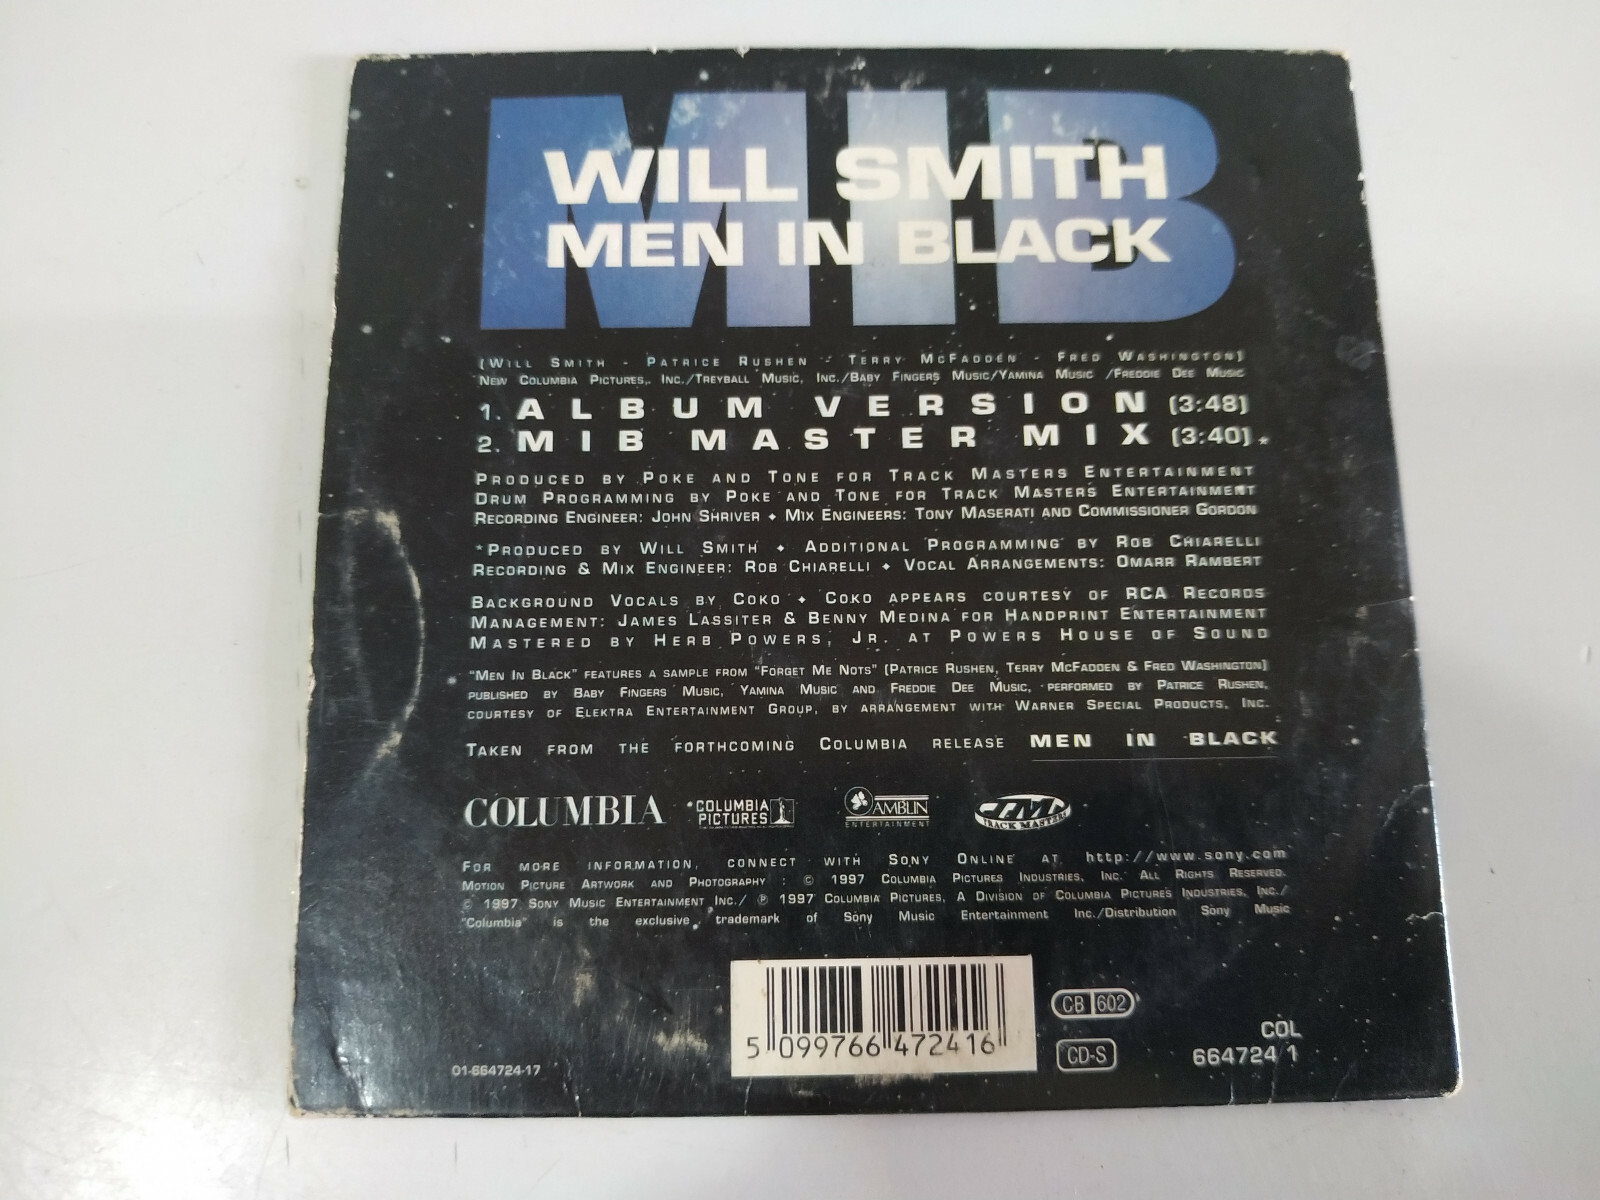 MIB
WILL SMITH
MEN IN BLACK
(Will Smith - Patrice Rushen - Terry McFadden - Fred Washington)
New Columbia Pictures, Inc./Treyball Music, Inc./Baby Fingers Music/Yamina Music /Freddie Dee Music
1. ALBUM VERSION (3:48)
2. MIB MASTER MIX (3:40)*
Produced by Poke and Tone for Track Masters Entertainment
Drum Programming by Poke and Tone for Track Masters Entertainment
Recording Engineer: John Shriver • Mix Engineers: Tony Maserati and Commissioner Gordon
*Produced by Will Smith • Additional Programming by Rob Chiarelli
Recording & Mix Engineer: Rob Chiarelli • Vocal Arrangements: Omarr Rambert
Background Vocals by Coko • Coko appears courtesy of RCA Records
Management: James Lassiter & Benny Medina for Handprint Entertainment
Mastered by Herb Powers, Jr. at Powers House of Sound
"Men In Black" features a sample from "Forget Me Nots" (Patrice Rushen, Terry McFadden & Fred Washington)
published by Baby Fingers Music, Yamina Music and Freddie Dee Music, performed by Patrice Rushen,
courtesy of Elektra Entertainment Group, by arrangement with Warner Special Products, Inc.
Taken from the forthcoming Columbia release MEN IN BLACK
COLUMBIA
COLUMBIA PICTURES
AMBLIN ENTERTAINMENT
TRACK MASTERS
For more information, connect with Sony Online at http://www.sony.com
Motion Picture Artwork and Photography : © 1997 Columbia Pictures Industries, Inc. All Rights Reserved.
© 1997 Sony Music Entertainment Inc./ ℗ 1997 Columbia Pictures, A Division of Columbia Pictures Industries, Inc./
"Columbia" is the exclusive trademark of Sony Music Entertainment Inc./Distribution Sony Music
5 099766 472416
CB 602
CD-S
COL
664724 1
01-664724-17